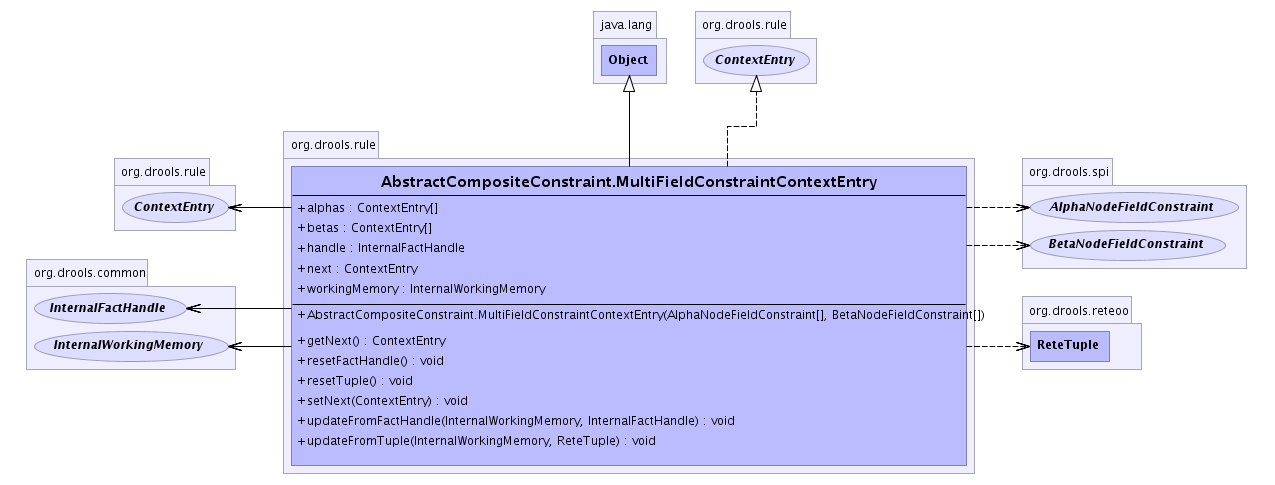 java.lang
Object
org.drools.rule
ContextEntry
org.drools.rule
AbstractCompositeConstraint.MultiFieldConstraintContextEntry
+ alphas : ContextEntry[]
+ betas : ContextEntry[]
+ handle : InternalFactHandle
+ next : ContextEntry
+ workingMemory : InternalWorkingMemory
+ AbstractCompositeConstraint.MultiFieldConstraintContextEntry(AlphaNodeFieldConstraint[], BetaNodeFieldConstraint[])
+ getNext() : ContextEntry
+ resetFactHandle() : void
+ resetTuple() : void
+ setNext(ContextEntry) : void
+ updateFromFactHandle(InternalWorkingMemory, InternalFactHandle) : void
+ updateFromTuple(InternalWorkingMemory, ReteTuple) : void
org.drools.rule
ContextEntry
org.drools.common
InternalFactHandle
InternalWorkingMemory
org.drools.spi
AlphaNodeFieldConstraint
BetaNodeFieldConstraint
org.drools.reteoo
ReteTuple